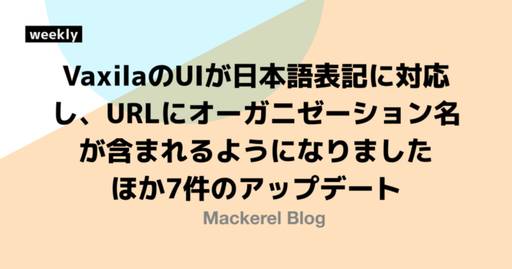 weekly
VaxilaのUIが日本語表記に対応
し、URLにオーガニゼーション名
が含まれるようになりました
ほか7件のアップデート
Mackerel Blog